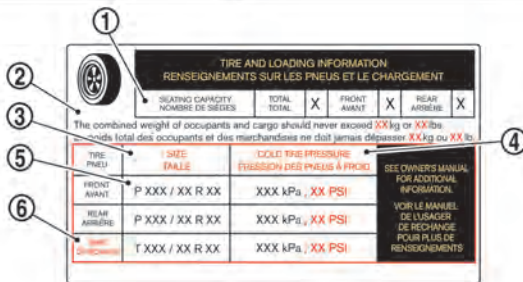 ①
TIRE AND LOADING INFORMATION
RENSEIGNEMENTS SUR LES PNEUS ET LE CHARGEMENT
②
SEATING CAPACITY
NOMBRE DE SIÈGES
TOTAL
TOTAL
X
FRONT
AVANT
X
REAR
ARRIÈRE
X
③
The combined weight of occupants and cargo should never exceed XX kg or XX lbs.
poids total des occupants et des marchandises ne doit jamais dépasser XX kg ou XX lb.
④
TIRE
PNEU
SIZE
TAILLE
COLD TIRE PRESSURE
PRESSION DES PNEUS À FROID
SEE OWNER'S MANUAL
FOR ADDITIONAL
INFORMATION.
VOIR LE MANUEL
DE L'USAGER
DE RECHANGE
POUR PLUS DE
RENSEIGNEMENTS
⑤
FRONT
AVANT
P XXX / XX R XX
XXX kPa, XX PSI
REAR
ARRIÈRE
P XXX / XX R XX
XXX kPa, XX PSI
⑥
T XXX / XX R XX
XXX kPa, XX PSI